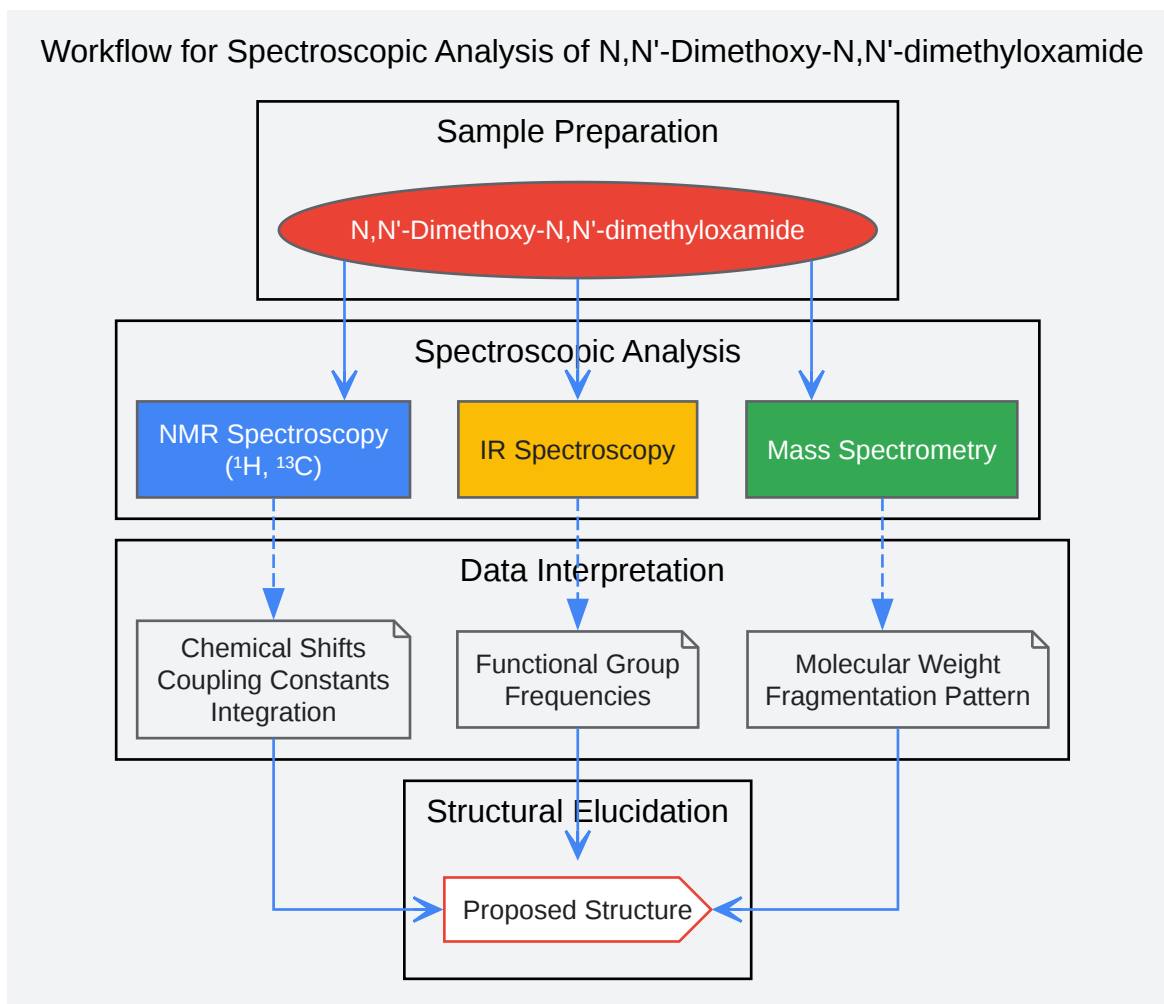 Workflow for Spectroscopic Analysis of N,N'-Dimethoxy-N,N'-dimethyloxamide
Sample Preparation
N,N'-Dimethoxy-N,N'-dimethyloxamide
Spectroscopic Analysis
NMR Spectroscopy
(¹H, ¹³C)
IR Spectroscopy
Mass Spectrometry
Data Interpretation
Chemical Shifts
Coupling Constants
Integration
Functional Group
Frequencies
Molecular Weight
Fragmentation Pattern
Structural Elucidation
Proposed Structure